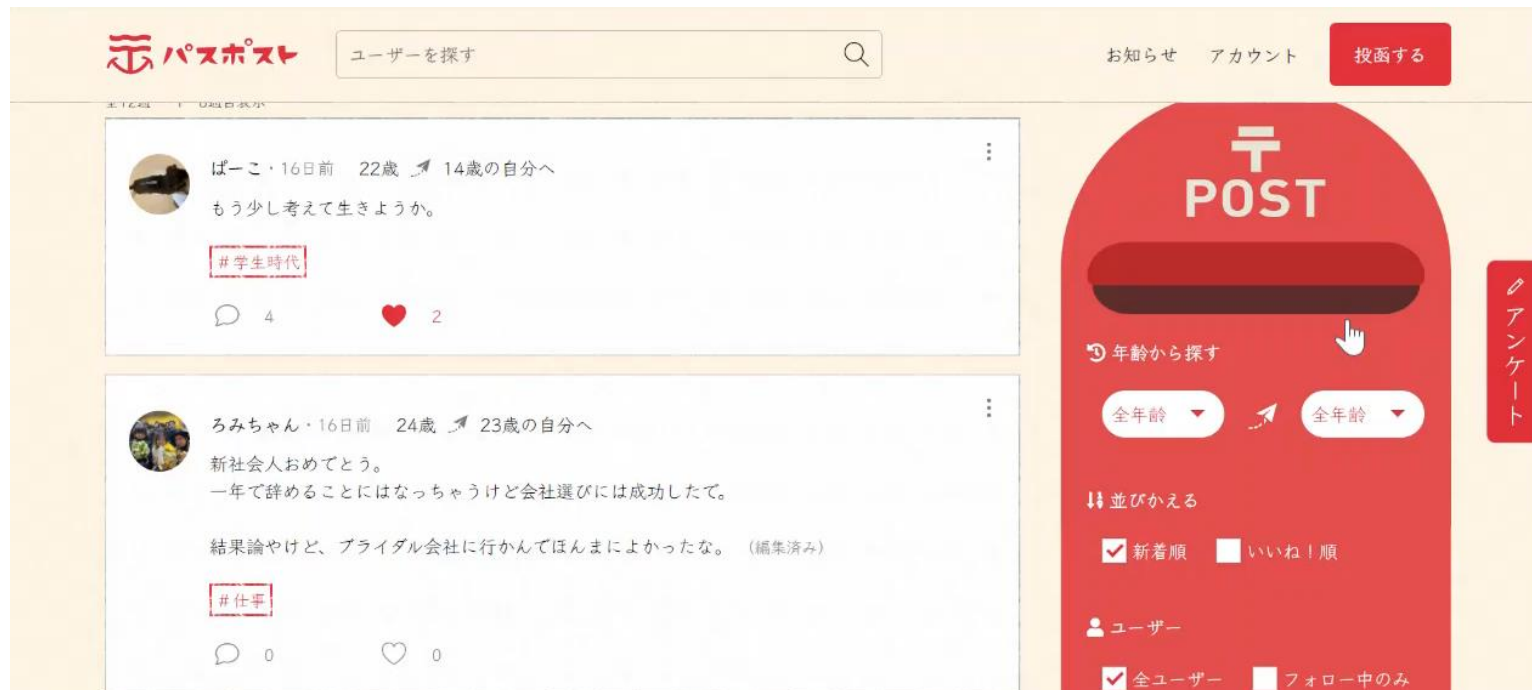 パスポスト
ユーザーを探す
お知らせ
アカウント
投函する
ぱーこ・16日前 22歳 14歳の自分へ
もう少し考えて生きようか。
#学生時代
4 2
ろみちゃん・16日前 24歳 23歳の自分へ
新社会人おめでとう。
一年で辞めることにはなっちゃうけど会社選びには成功したで。
結果論やけど、ブライダル会社に行かんでほんまによかったな。 (編集済み)
#仕事
0 0
〒
POST
年齢から探す
全年齢 全年齢
並びかえる
新着順 いいね!順
ユーザー
全ユーザー フォロー中のみ
アンケート